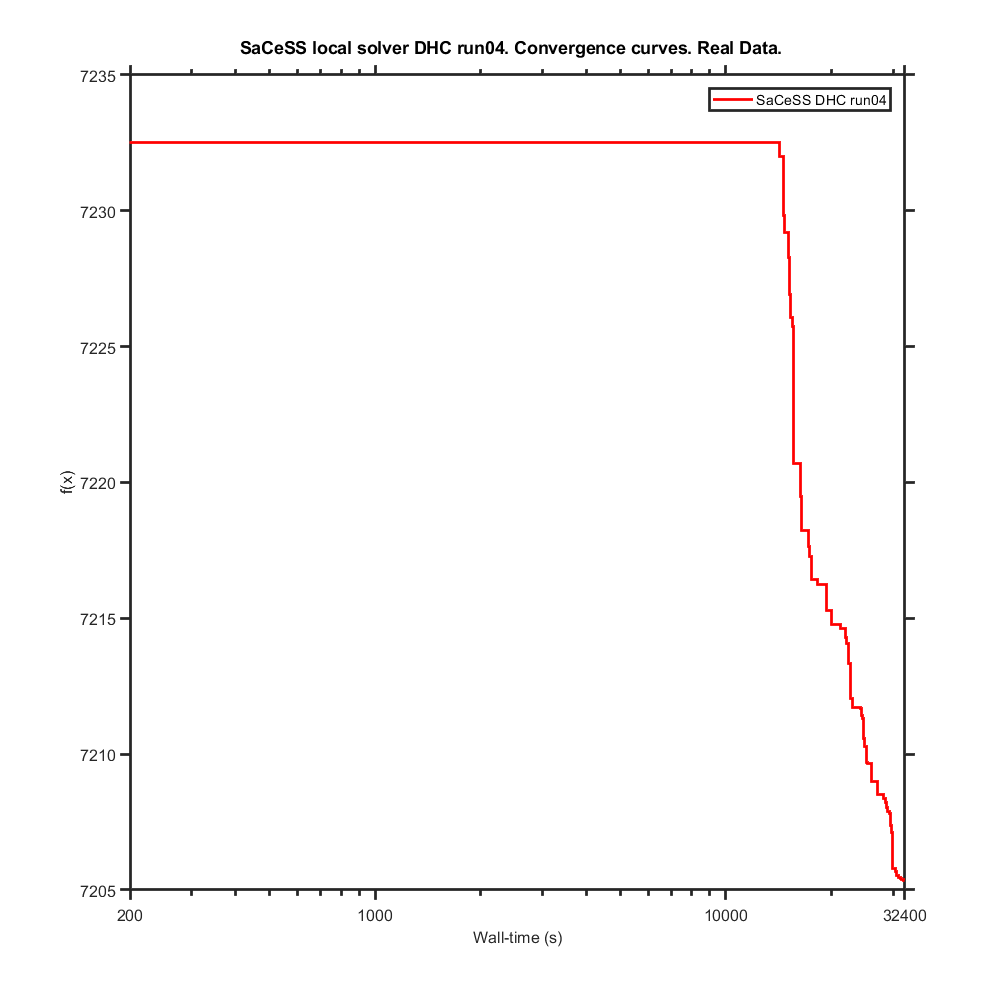 SaCeSS local solver DHC run04. Convergence curves. Real Data.
SaCeSS DHC run04
7235
7230
7225
7220
7215
7210
7205
f(x)
200
1000
10000
32400
Wall-time (s)